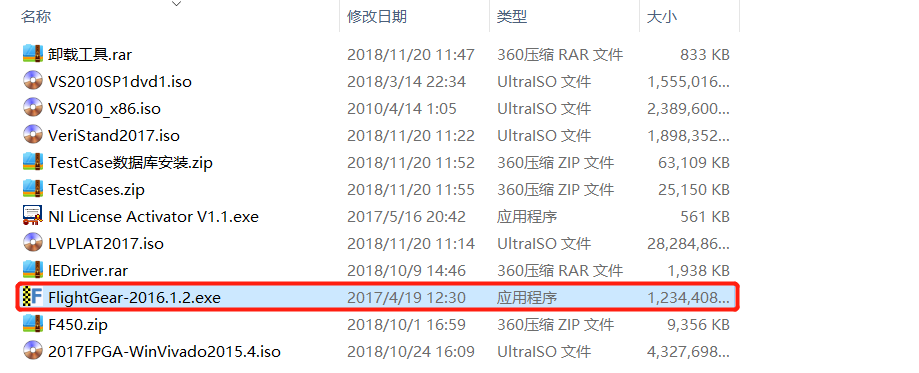 名称 修改日期 类型 大小
卸载工具.rar 2018/11/20 11:47 360压缩 RAR 文件 833 KB
VS2010SP1dvd1.iso 2018/3/14 22:34 UltraISO 文件 1,555,016...
VS2010_x86.iso 2010/4/14 1:05 UltraISO 文件 2,389,600...
VeriStand2017.iso 2018/11/20 11:22 UltraISO 文件 1,898,352...
TestCase数据库安装.zip 2018/11/20 11:52 360压缩 ZIP 文件 63,109 KB
TestCases.zip 2018/11/20 11:55 360压缩 ZIP 文件 25,150 KB
NI License Activator V1.1.exe 2017/5/16 20:42 应用程序 561 KB
LVPLAT2017.iso 2018/11/20 11:14 UltraISO 文件 28,284,86...
IEDriver.rar 2018/10/9 14:46 360压缩 RAR 文件 1,938 KB
FlightGear-2016.1.2.exe 2017/4/19 12:30 应用程序 1,234,408...
F450.zip 2018/10/1 16:59 360压缩 ZIP 文件 9,356 KB
2017FPGA-WinVivado2015.4.iso 2018/10/24 16:09 UltraISO 文件 4,327,698...